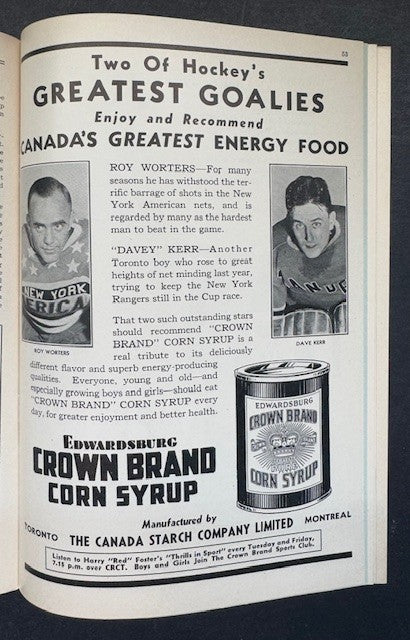 53
Two Of Hockey's
GREATEST GOALIES
Enjoy and Recommend
CANADA'S GREATEST ENERGY FOOD
ROY WORTERS—For many
seasons he has withstood the ter-
rific barrage of shots in the New
York American nets, and is
regarded by many as the hardest
man to beat in the game.
"DAVEY" KERR—Another
Toronto boy who rose to great
heights of net minding last year,
trying to keep the New York
Rangers still in the Cup race.
That two such outstanding stars
should recommend "CROWN
BRAND" CORN SYRUP is a
real tribute to its deliciously
different flavor and superb energy-producing
qualities. Everyone, young and old—and
especially growing boys and girls—should eat
"CROWN BRAND" CORN SYRUP every
day, for greater enjoyment and better health.
NEW YORK
ERICA
ROY WORTERS
ANUE
DAVE KERR
EDWARDSBURG
CROWN BRAND
CORN SYRUP
EDWARDSBURG
CROWN BRAND
CORN SYRUP
Manufactured by
TORONTO THE CANADA STARCH COMPANY LIMITED MONTREAL
Listen to Harry "Red" Foster's "Thrills in Sport" every Tuesday and Friday,
7.15 p.m. over CRCT. Boys and Girls Join The Crown Brand Sports Club.